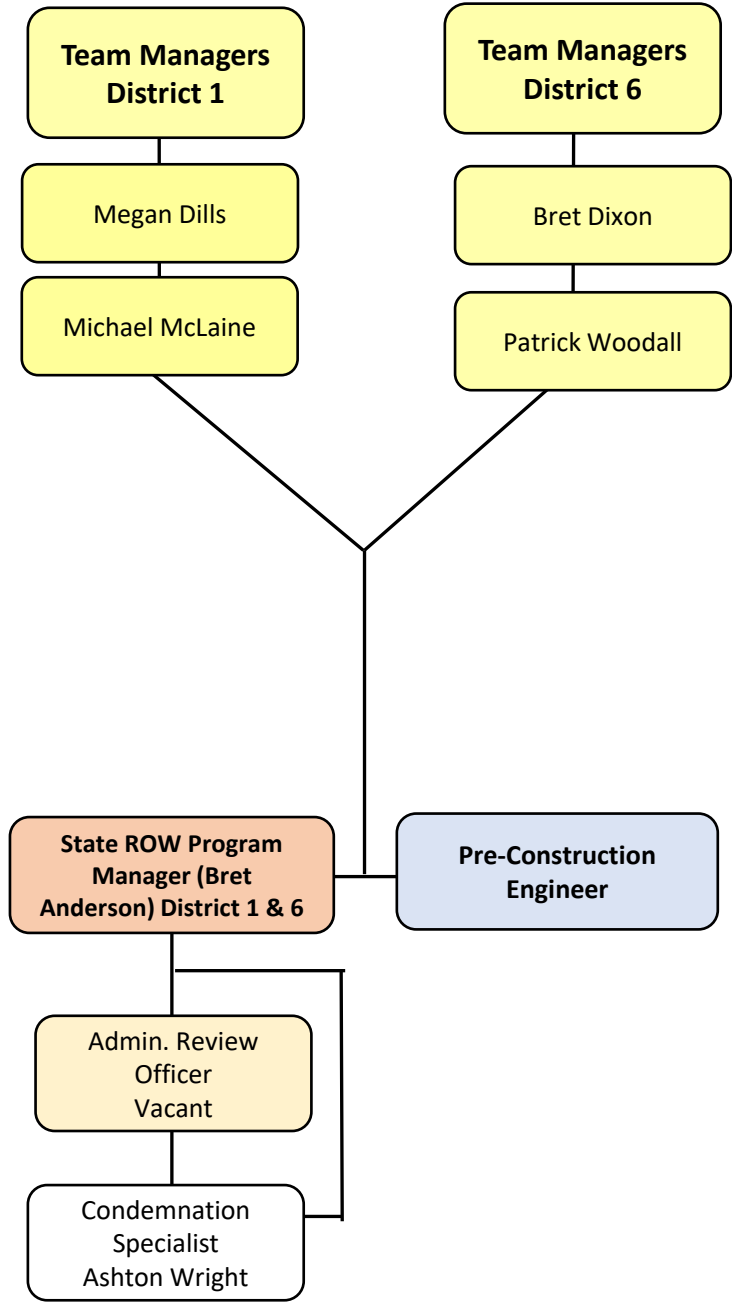 Team Managers
District 1
Megan Dills
Michael McLaine
Team Managers
District 6
Bret Dixon
Patrick Woodall
State ROW Program
Manager (Bret
Anderson) District 1 & 6
Pre-Construction
Engineer
Admin. Review
Officer
Vacant
Condemnation
Specialist
Ashton Wright